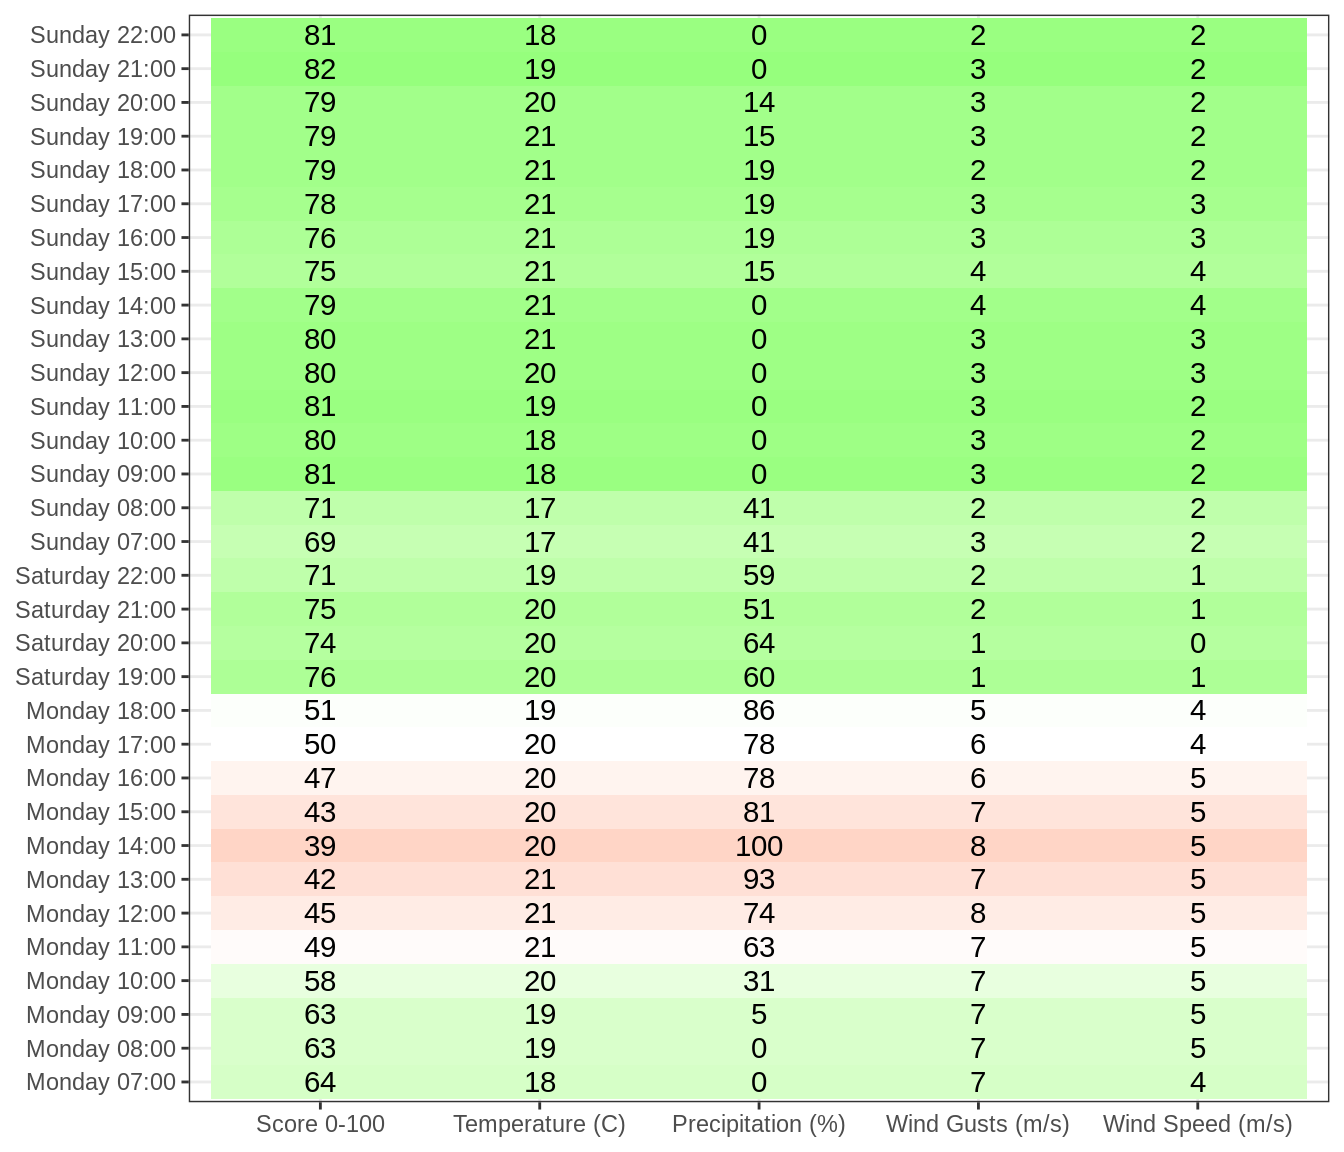 Sunday 22:00 81 18 0 2 2
Sunday 21:00 82 19 0 3 2
Sunday 20:00 79 20 14 3 2
Sunday 19:00 79 21 15 3 2
Sunday 18:00 79 21 19 2 2
Sunday 17:00 78 21 19 3 3
Sunday 16:00 76 21 19 3 3
Sunday 15:00 75 21 15 4 4
Sunday 14:00 79 21 0 4 4
Sunday 13:00 80 21 0 3 3
Sunday 12:00 80 20 0 3 3
Sunday 11:00 81 19 0 3 2
Sunday 10:00 80 18 0 3 2
Sunday 09:00 81 18 0 3 2
Sunday 08:00 71 17 41 2 2
Sunday 07:00 69 17 41 3 2
Saturday 22:00 71 19 59 2 1
Saturday 21:00 75 20 51 2 1
Saturday 20:00 74 20 64 1 0
Saturday 19:00 76 20 60 1 1
Monday 18:00 51 19 86 5 4
Monday 17:00 50 20 78 6 4
Monday 16:00 47 20 78 6 5
Monday 15:00 43 20 81 7 5
Monday 14:00 39 20 100 8 5
Monday 13:00 42 21 93 7 5
Monday 12:00 45 21 74 8 5
Monday 11:00 49 21 63 7 5
Monday 10:00 58 20 31 7 5
Monday 09:00 63 19 5 7 5
Monday 08:00 63 19 0 7 5
Monday 07:00 64 18 0 7 4
Score 0-100 Temperature (C) Precipitation (%) Wind Gusts (m/s) Wind Speed (m/s)